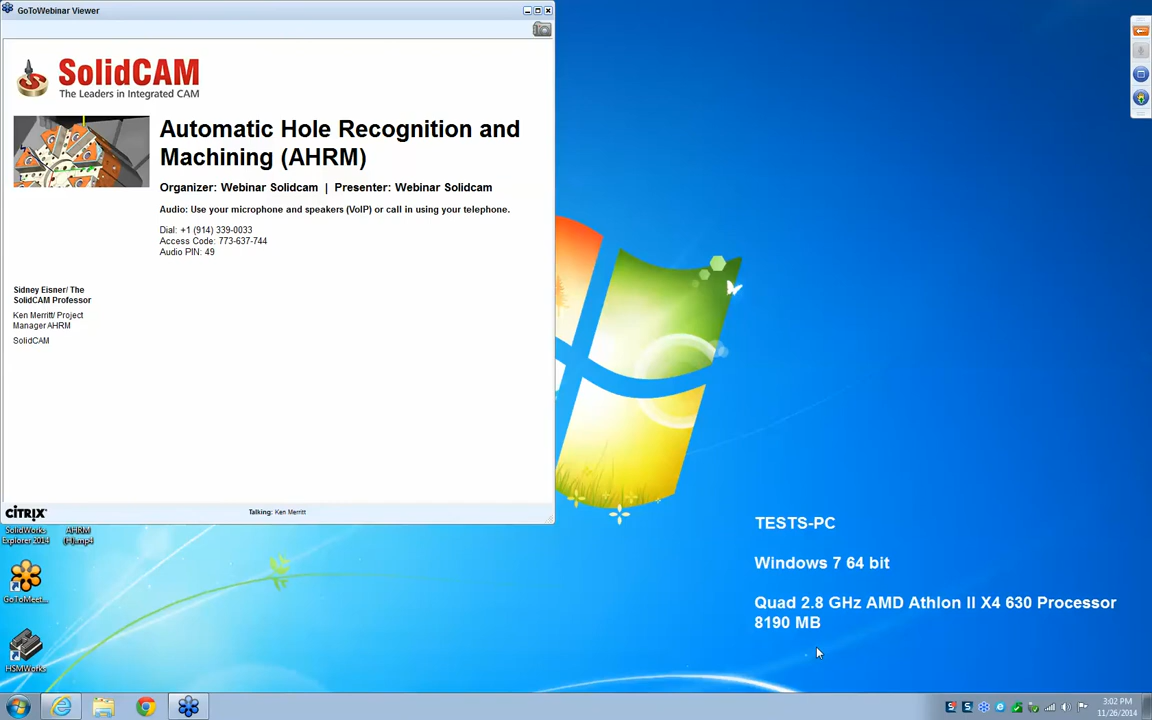 GoToWebinar Viewer
SolidCAM
The Leaders in Integrated CAM
Automatic Hole Recognition and
Machining (AHRM)
Organizer: Webinar Solidcam | Presenter: Webinar Solidcam
Audio: Use your microphone and speakers (VoIP) or call in using your telephone.
Dial: +1 (914) 339-0033
Access Code: 773-637-744
Audio PIN: 49
Sidney Eisner/ The
SolidCAM Professor
Ken Merritt/ Project
Manager AHRM
SolidCAM
CITRIX
Talking: Ken Merritt
SolidWorks
Explorer 2014
AHRM
(H).mp4
GoToMeet...
HSMWorks
TESTS-PC
Windows 7 64 bit
Quad 2.8 GHz AMD Athlon II X4 630 Processor
8190 MB
3:02 PM
11/26/2014